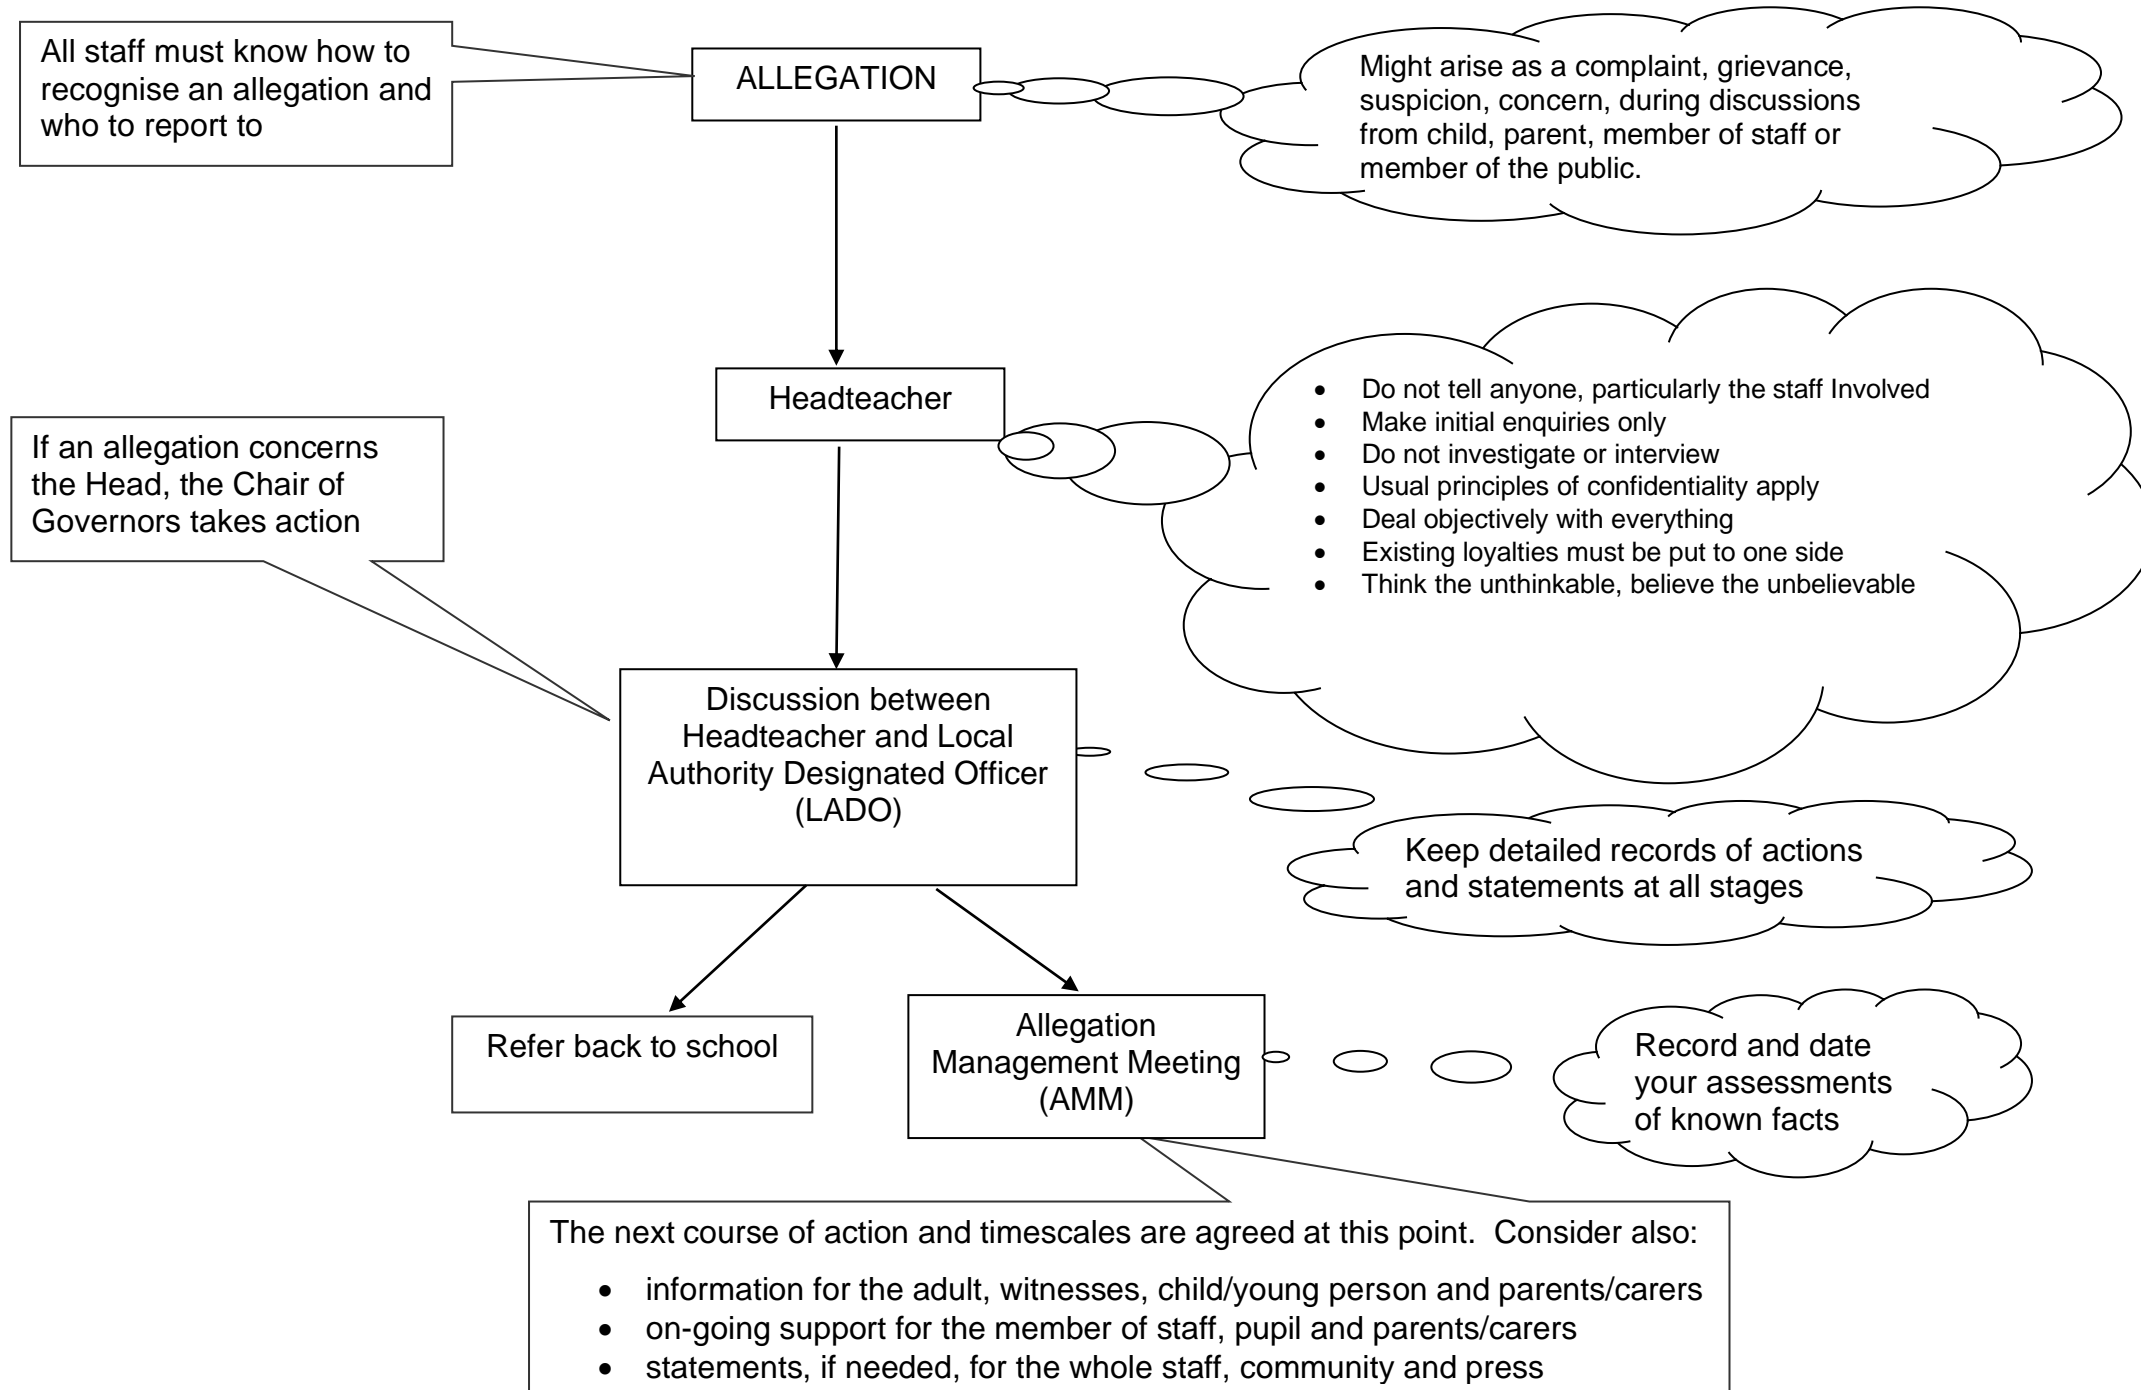 All staff must know how to
recognise an allegation and
who to report to
ALLEGATION
Might arise as a complaint, grievance,
suspicion, concern, during discussions
from child, parent, member of staff or
member of the public.
Headteacher
• Do not tell anyone, particularly the staff Involved
• Make initial enquiries only
• Do not investigate or interview
• Usual principles of confidentiality apply
• Deal objectively with everything
• Existing loyalties must be put to one side
• Think the unthinkable, believe the unbelievable
If an allegation concerns
the Head, the Chair of
Governors takes action
Discussion between
Headteacher and Local
Authority Designated Officer
(LADO)
Keep detailed records of actions
and statements at all stages
Refer back to school
Allegation
Management Meeting
(AMM)
Record and date
your assessments
of known facts
The next course of action and timescales are agreed at this point.  Consider also:
• information for the adult, witnesses, child/young person and parents/carers
• on-going support for the member of staff, pupil and parents/carers
• statements, if needed, for the whole staff, community and press